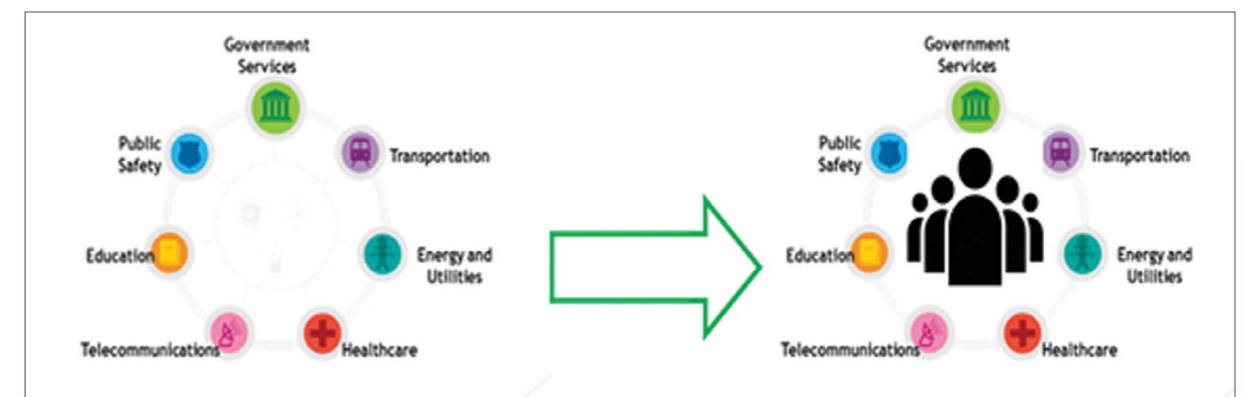 Government
Services
Public
Safety
Transportation
Education
Energy and
Utilities
Telecommunications
Healthcare
Government
Services
Public
Safety
Transportation
Education
Energy and
Utilities
Telecommunications
Healthcare